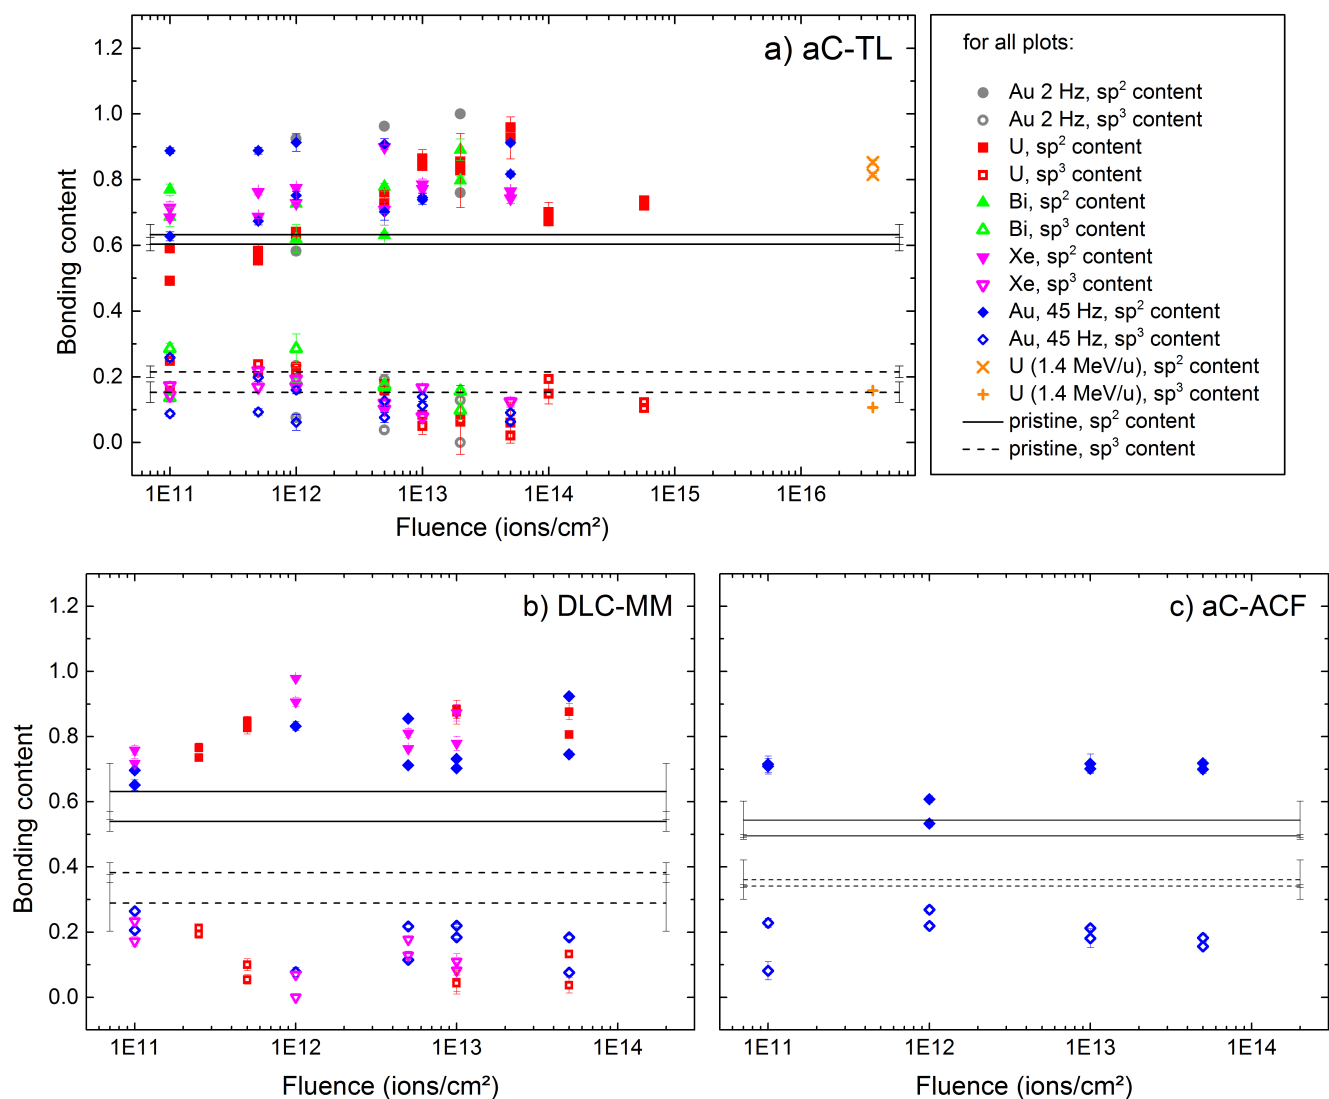 a) aC-TL
Bonding content
1.2
1.0
0.8
0.6
0.4
0.2
0.0
1E11 1E12 1E13 1E14 1E15 1E16
Fluence (ions/cm²)
for all plots:
Au 2 Hz, sp² content
Au 2 Hz, sp³ content
U, sp² content
U, sp³ content
Bi, sp² content
Bi, sp³ content
Xe, sp² content
Xe, sp³ content
Au, 45 Hz, sp² content
Au, 45 Hz, sp³ content
U (1.4 MeV/u), sp² content
U (1.4 MeV/u), sp³ content
pristine, sp² content
pristine, sp³ content
b) DLC-MM
Bonding content
1.2
1.0
0.8
0.6
0.4
0.2
0.0
1E11 1E12 1E13 1E14
Fluence (ions/cm²)
c) aC-ACF
1E11 1E12 1E13 1E14
Fluence (ions/cm²)